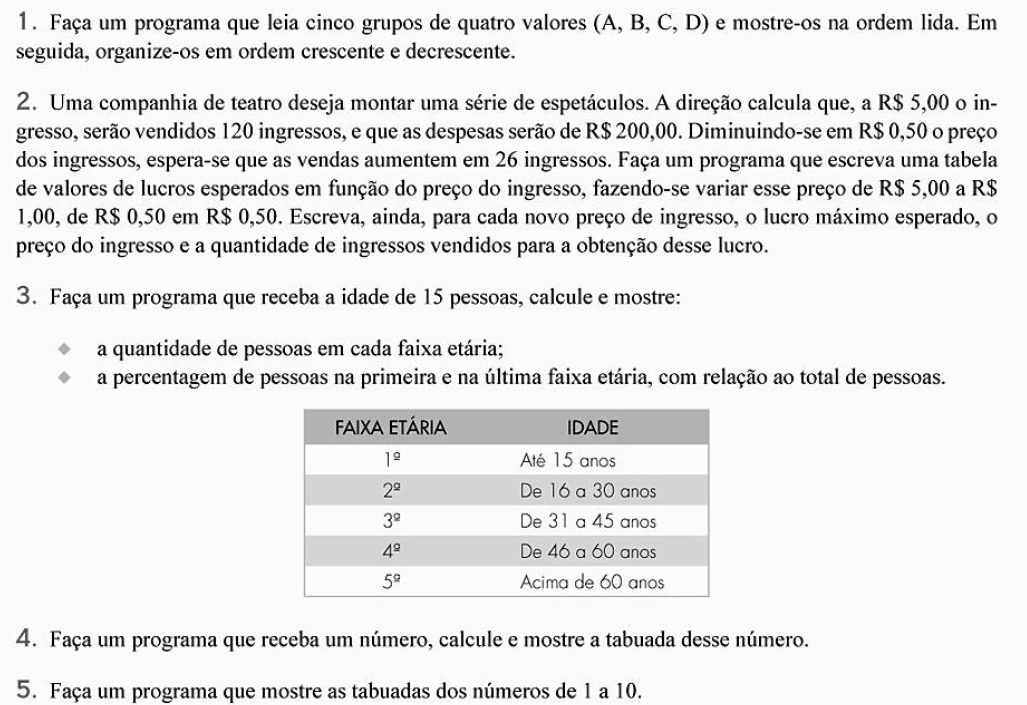 1. Faça um programa que leia cinco grupos de quatro valores (A, B, C, D) e mostre-os na ordem lida. Em
seguida, organize-os em ordem crescente e decrescente.
2. Uma companhia de teatro deseja montar uma série de espetáculos. A direção calcula que, a R$ 5,00 o in-
gresso, serão vendidos 120 ingressos, e que as despesas serão de R$ 200,00. Diminuindo-se em R$ 0,50 o preço
dos ingressos, espera-se que as vendas aumentem em 26 ingressos. Faça um programa que escreva uma tabela
de valores de lucros esperados em função do preço do ingresso, fazendo-se variar esse preço de R$ 5,00 a R$
1,00, de R$ 0,50 em R$ 0,50. Escreva, ainda, para cada novo preço de ingresso, o lucro máximo esperado, o
preço do ingresso e a quantidade de ingressos vendidos para a obtenção desse lucro.
3. Faça um programa que receba a idade de 15 pessoas, calcule e mostre:
a quantidade de pessoas em cada faixa etária;
a percentagem de pessoas na primeira e na última faixa etária, com relação ao total de pessoas.
FAIXA ETÁRIA IDADE
1ª Até 15 anos
2ª De 16 a 30 anos
3ª De 31 a 45 anos
4ª De 46 a 60 anos
5ª Acima de 60 anos
4. Faça um programa que receba um número, calcule e mostre a tabuada desse número.
5. Faça um programa que mostre as tabuadas dos números de 1 a 10.